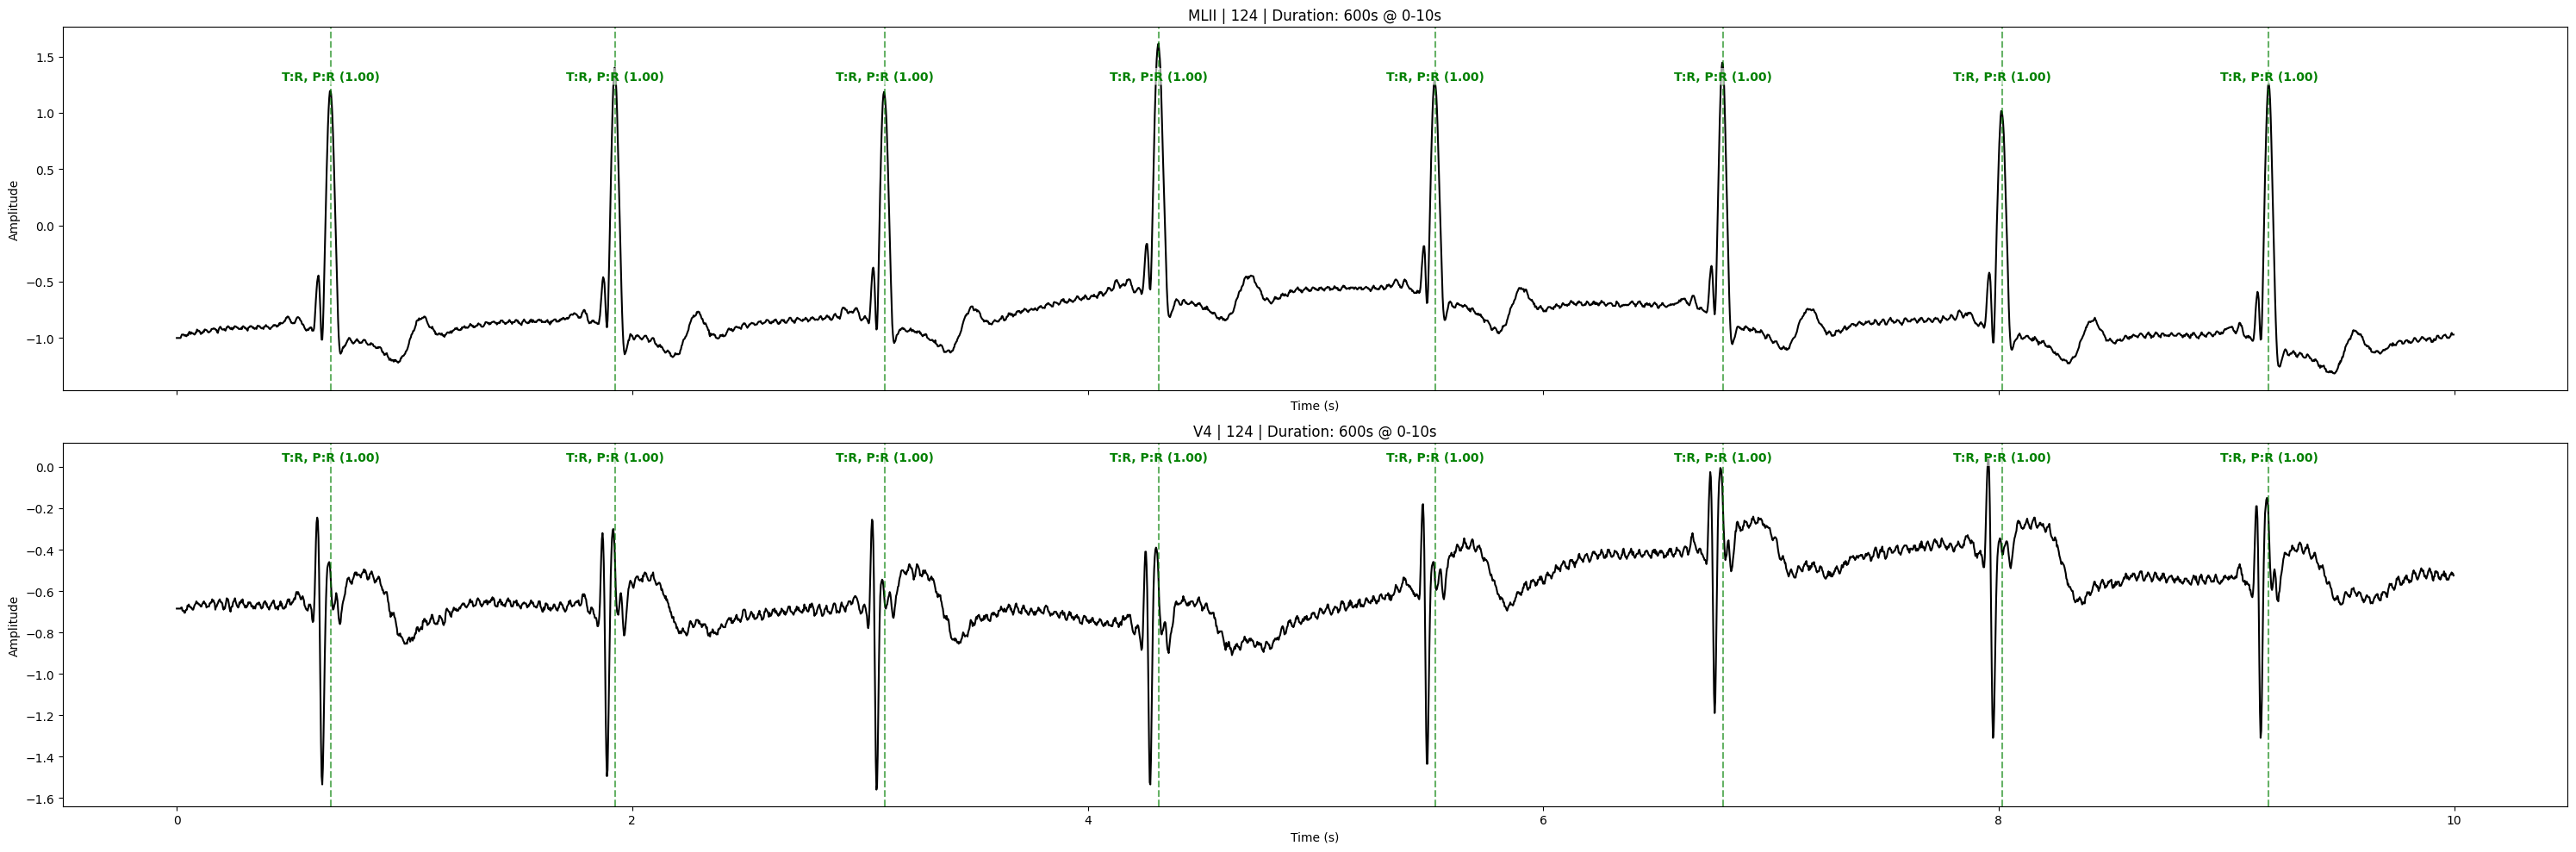 MLII | 124 | Duration: 600s @ 0-10s
T:R, P:R (1.00) T:R, P:R (1.00) T:R, P:R (1.00) T:R, P:R (1.00) T:R, P:R (1.00) T:R, P:R (1.00) T:R, P:R (1.00) T:R, P:R (1.00)
Amplitude
1.5
1.0
0.5
0.0
−0.5
−1.0
Time (s)
V4 | 124 | Duration: 600s @ 0-10s
T:R, P:R (1.00) T:R, P:R (1.00) T:R, P:R (1.00) T:R, P:R (1.00) T:R, P:R (1.00) T:R, P:R (1.00) T:R, P:R (1.00) T:R, P:R (1.00)
Amplitude
0.0
−0.2
−0.4
−0.6
−0.8
−1.0
−1.2
−1.4
−1.6
0 2 4 6 8 10
Time (s)